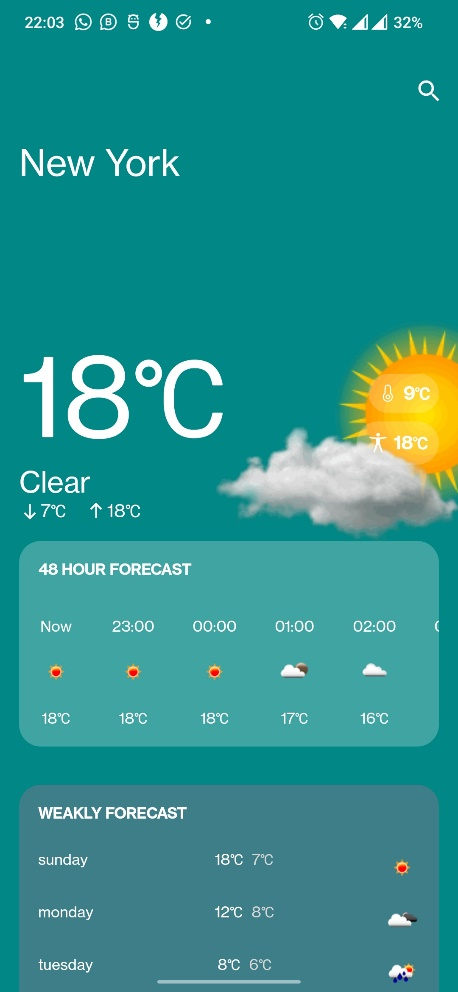 22:03 32%
New York
18℃
9℃
18℃
Clear
↓7℃ ↑18℃
48 HOUR FORECAST
Now 23:00 00:00 01:00 02:00
18℃ 18℃ 18℃ 17℃ 16℃
WEAKLY FORECAST
sunday 18℃ 7℃
monday 12℃ 8℃
tuesday 8℃ 6℃